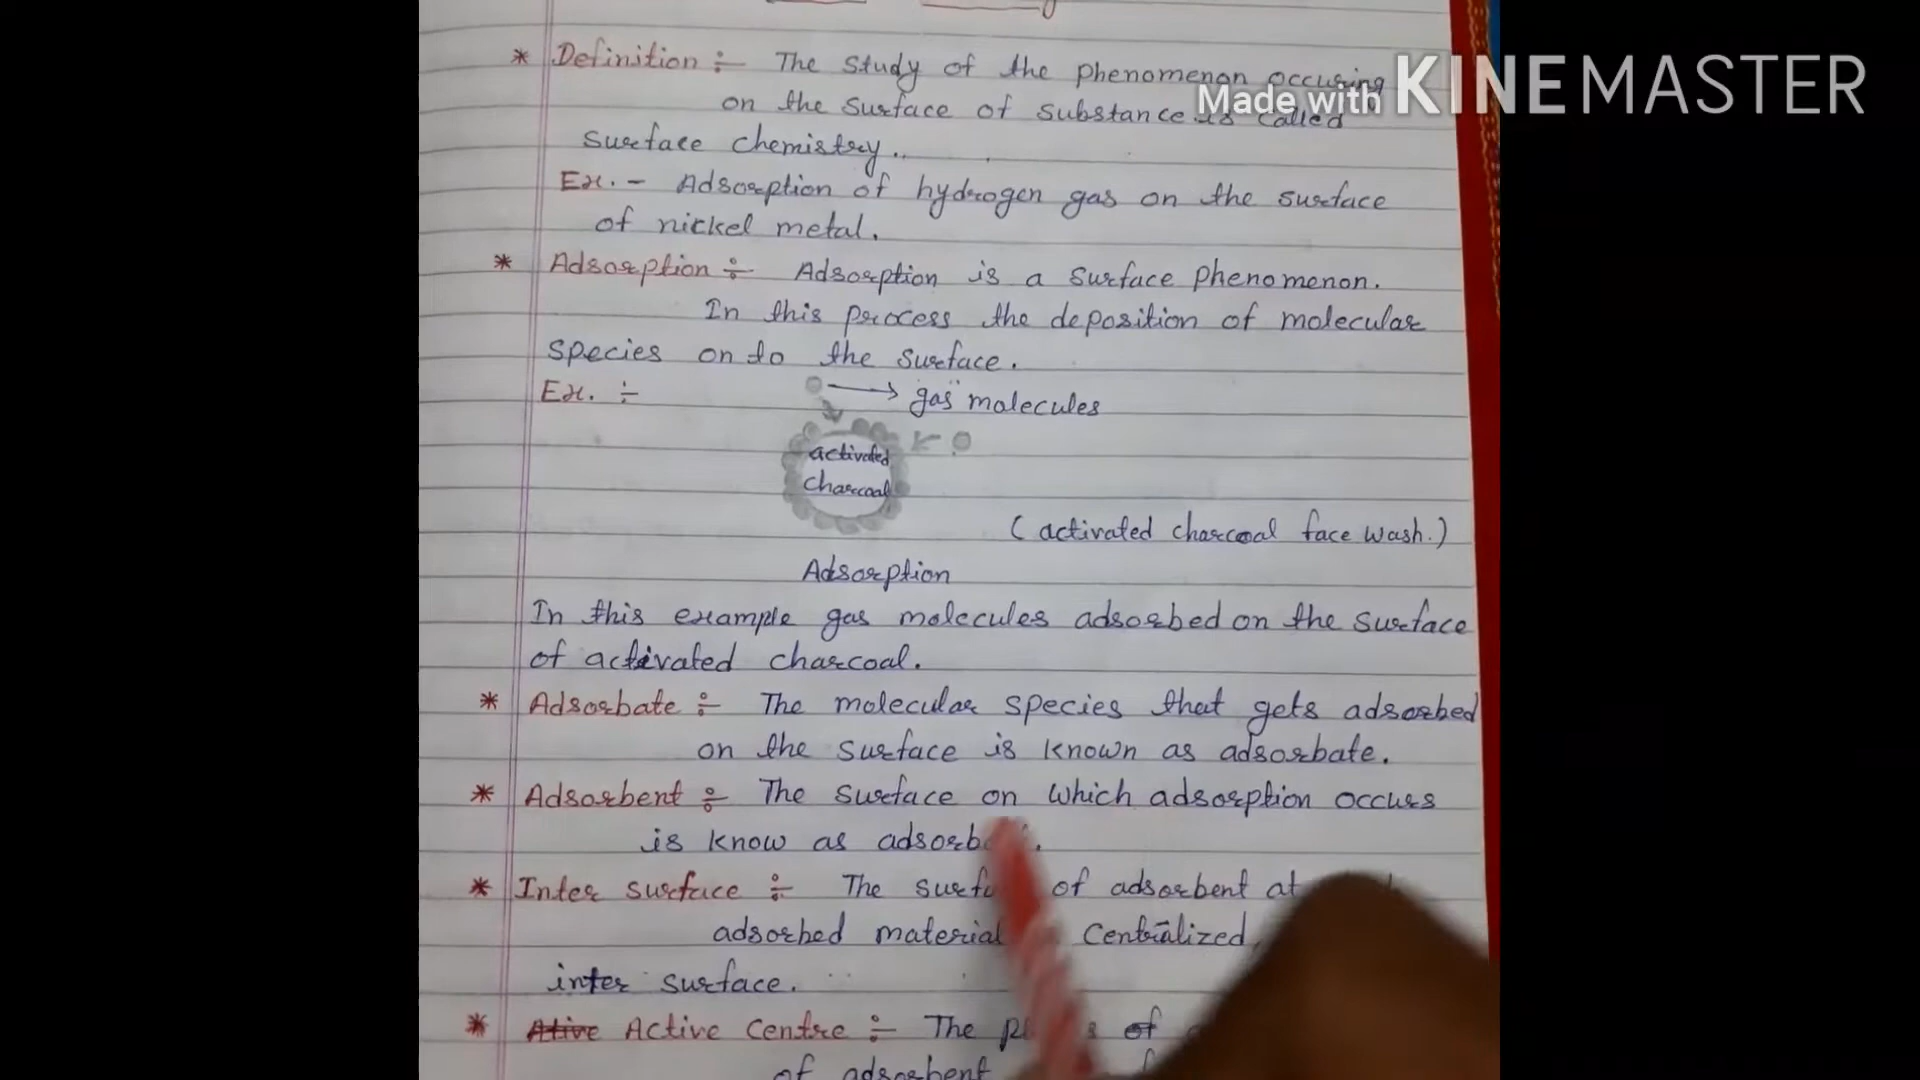 * Definition ÷ The study of the phenomenon occuring
Made with KINEMASTER
on the surface of substance is called
surface chemistry.
Ex. - Adsorption of hydrogen gas on the surface
of nickel metal.
* Adsorption ÷ Adsorption is a surface phenomenon.
In this process the deposition of molecular
species on to the surface.
Ex. ÷ → gas molecules
activated
charcoal
(activated charcoal face wash.)
Adsorption
In this example gas molecules adsorbed on the surface
of activated charcoal.
* Adsorbate ÷ The molecular species that gets adsorbed
on the surface is known as adsorbate.
* Adsorbent ÷ The surface on which adsorption occurs
is know as
* Inter surface ÷ The of adsorbent at
adsorbed material centralized,
inter surface.
* Ative Active Centre ÷ The of
of adsorbent